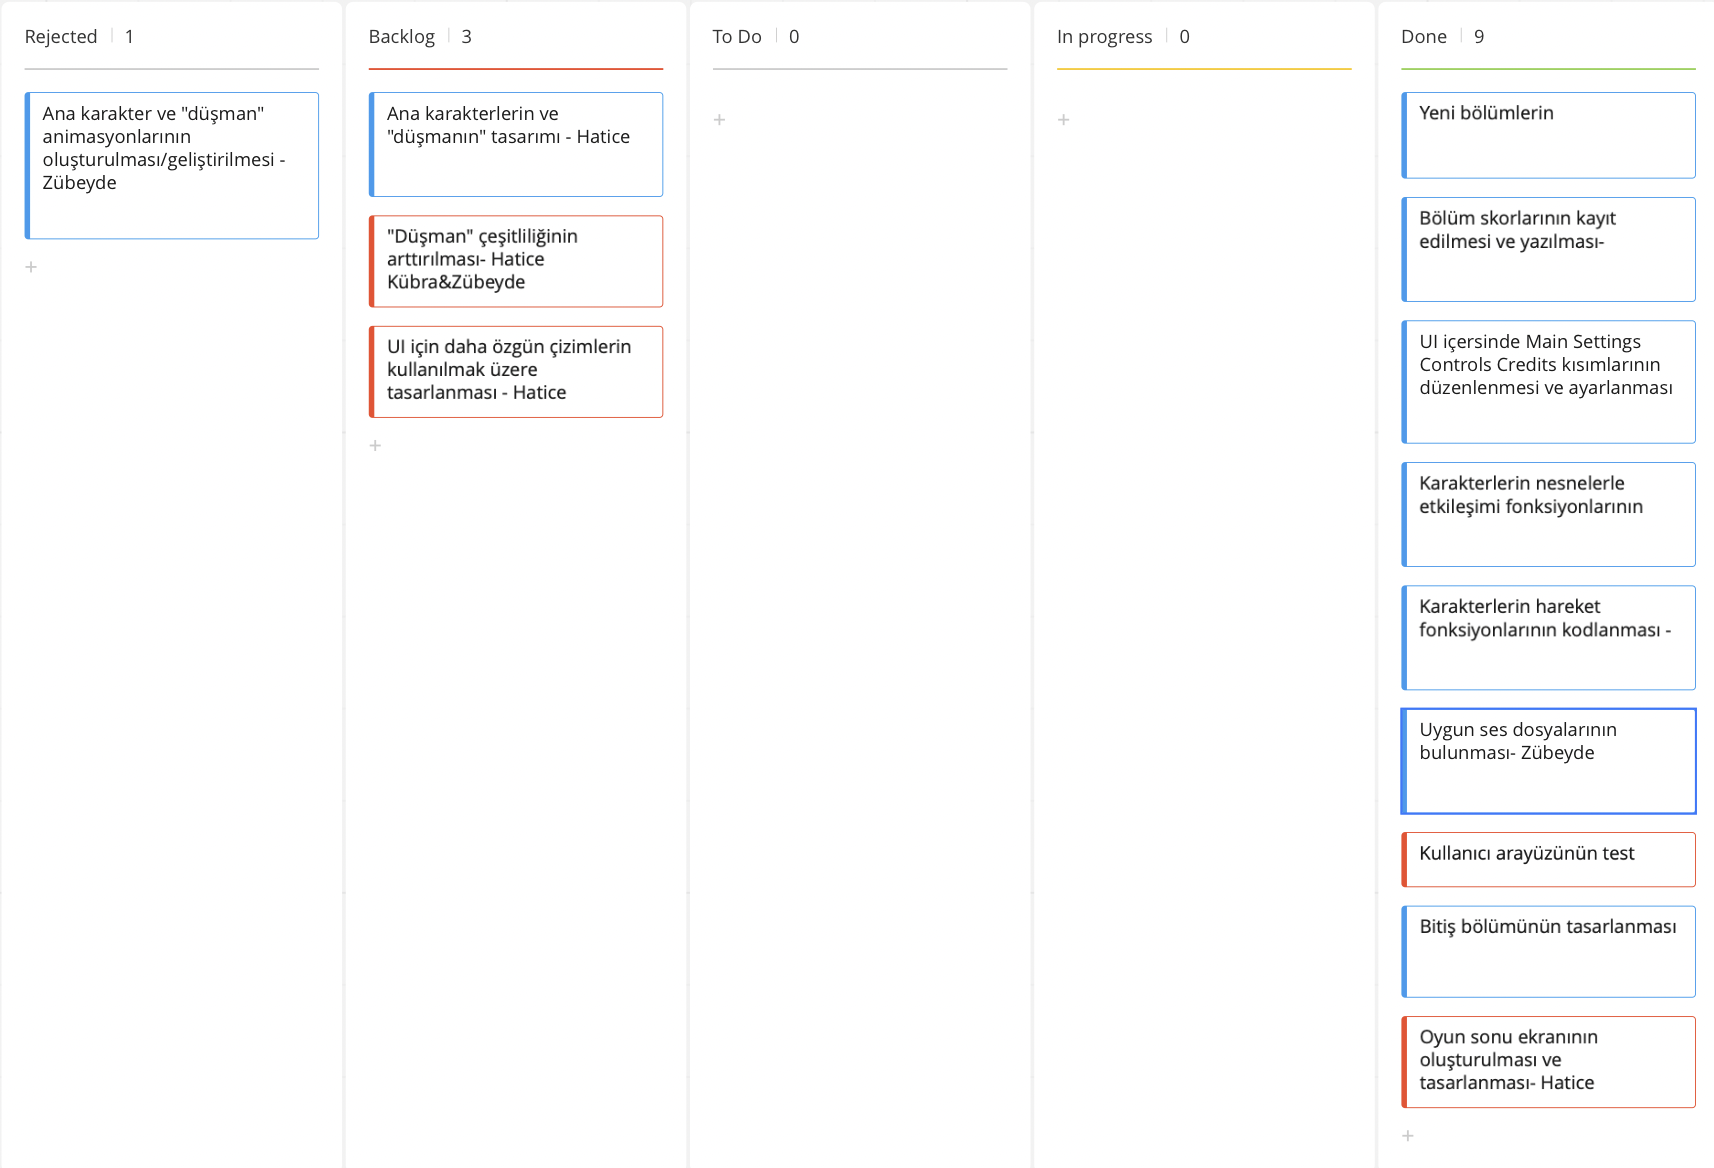 Rejected 1
Ana karakter ve "düşman"
animasyonlarının
oluşturulması/geliştirilmesi -
Zübeyde
Backlog 3
Ana karakterlerin ve
"düşmanın" tasarımı - Hatice
"Düşman" çeşitliliğinin
arttırılması- Hatice
Kübra&Zübeyde
UI için daha özgün çizimlerin
kullanılmak üzere
tasarlanması - Hatice
To Do 0
In progress 0
Done 9
Yeni bölümlerin
Bölüm skorlarının kayıt
edilmesi ve yazılması-
UI içersinde Main Settings
Controls Credits kısımlarının
düzenlenmesi ve ayarlanması
Karakterlerin nesnelerle
etkileşimi fonksiyonlarının
Karakterlerin hareket
fonksiyonlarının kodlanması -
Uygun ses dosyalarının
bulunması- Zübeyde
Kullanıcı arayüzünün test
Bitiş bölümünün tasarlanması
Oyun sonu ekranının
oluşturulması ve
tasarlanması- Hatice